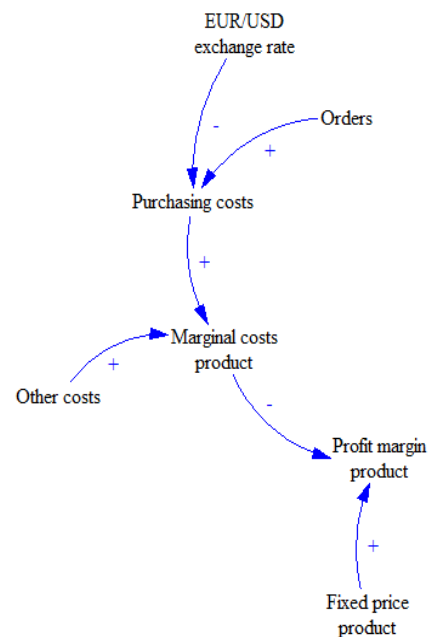 EUR/USD
exchange rate
-
Orders
+
Purchasing costs
+
Marginal costs
product
+
Other costs
-
Profit margin
product
+
Fixed price
product